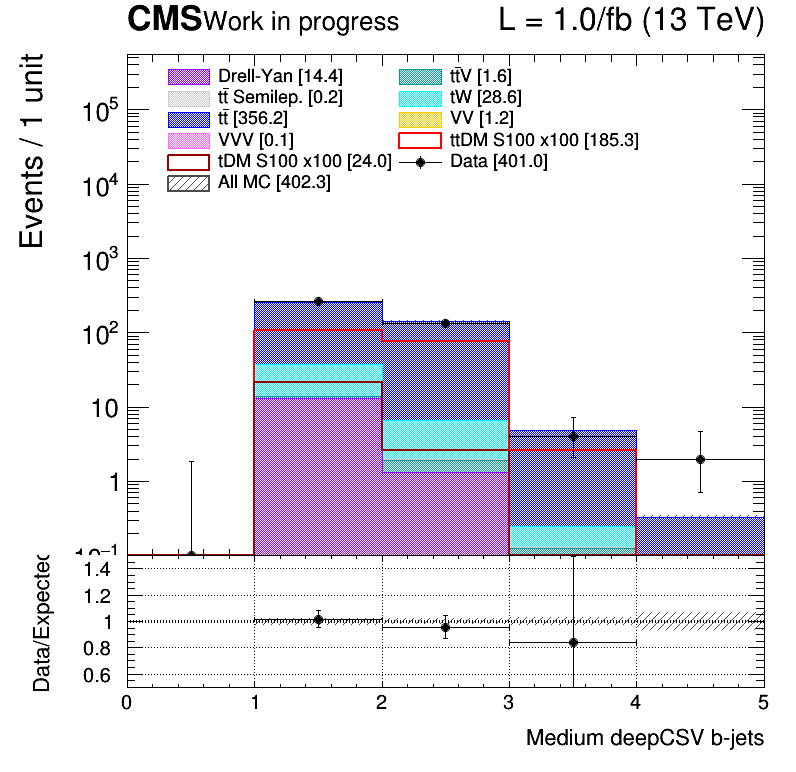 CMS Work in progress L = 1.0/fb (13 TeV)
Events / 1 unit
Drell-Yan [14.4] tt̄V [1.6]
tt̄ Semilep. [0.2] tW [28.6]
tt̄ [356.2] VV [1.2]
VVV [0.1] ttDM S100 x100 [185.3]
tDM S100 x100 [24.0] Data [401.0]
All MC [402.3]
10⁵
10⁴
10³
10²
10
1
10⁻¹
Data/Expected
1.4
1.2
1
0.8
0.6
0 1 2 3 4 5
Medium deepCSV b-jets